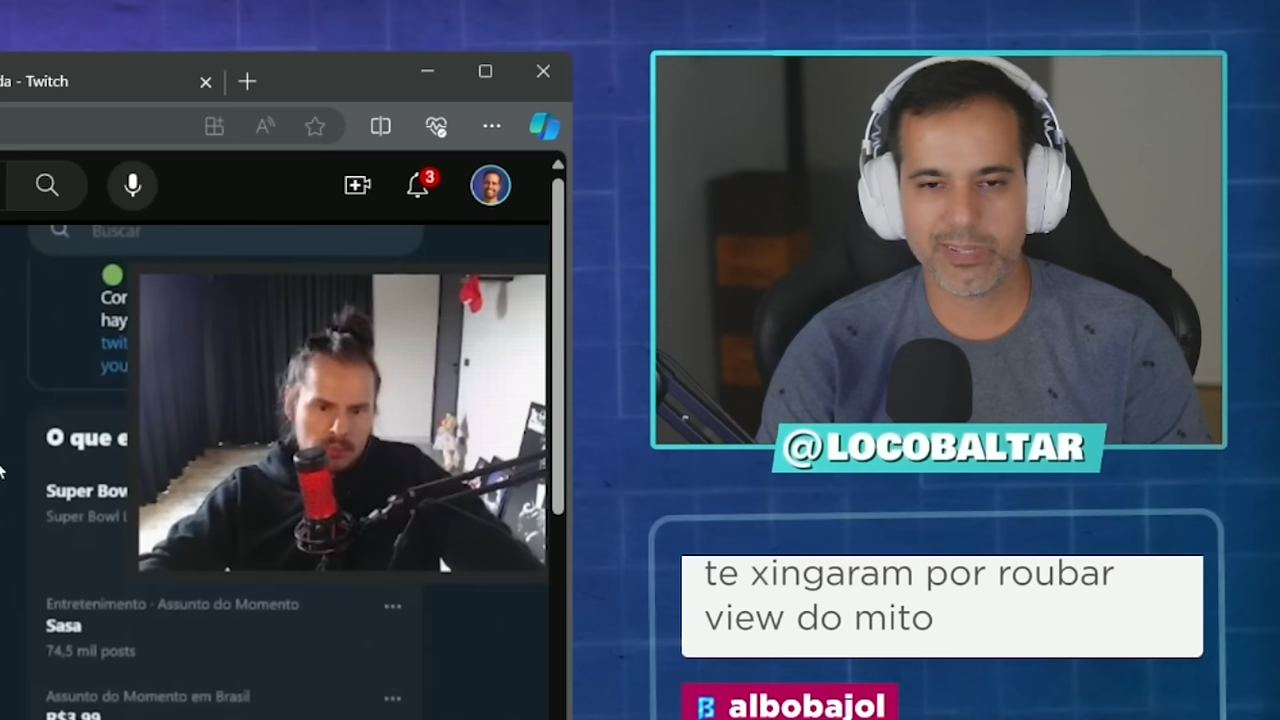 da - Twitch
3
Buscar
Cor
hay
twit
you
O que e
Super Bow
Super Bowl L
Entretenimento · Assunto do Momento
Sasa
74,5 mil posts
Assunto do Momento em Brasil
R$3,99
@LOCOBALTAR
te xingaram por roubar
view do mito
albobajol